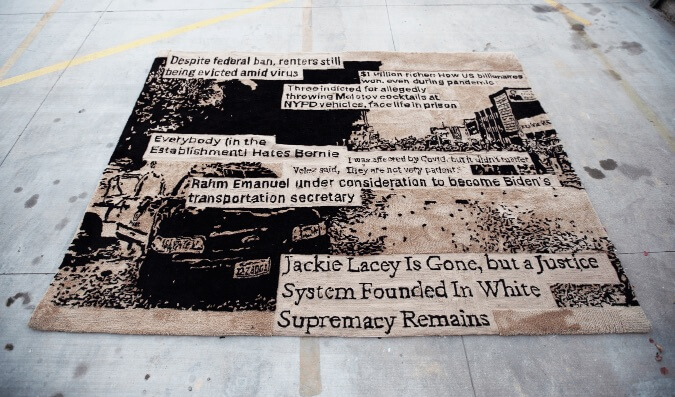 Despite federal ban, renters still
being evicted amid virus
$1 trillion richer: How US billionaires
won, even during pandemic
Three indicted for allegedly
throwing Molotov cocktails at
NYPD vehicles, face life in prison
Everybody (in the
Establishment) Hates Bernie
I was affected by Covid, but it didn't matter
Velez said, They are not very patient.
Rahm Emanuel under consideration to become Biden's
transportation secretary
Jackie Lacey Is Gone, but a Justice
System Founded In White
Supremacy Remains